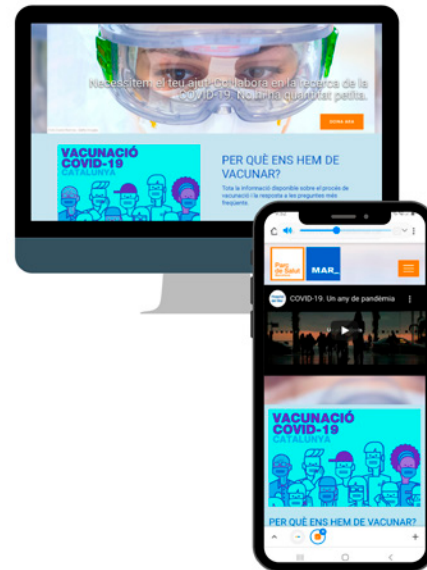 Necessitem el teu ajut. Col·labora en la recerca de la
COVID-19. No hi ha quantitat petita.
DONA ARA
VACUNACIÓ
COVID-19
CATALUNYA
PER QUÈ ENS HEM DE
VACUNAR?
Tota la informació disponible sobre el procés de
vacunació i la resposta a les preguntes més
freqüents.
Parc
de Salut
MAR_
COVID-19. Un any de pandèmia
VACUNACIÓ
COVID-19
CATALUNYA
PER QUÈ ENS HEM DE VACUNAR?